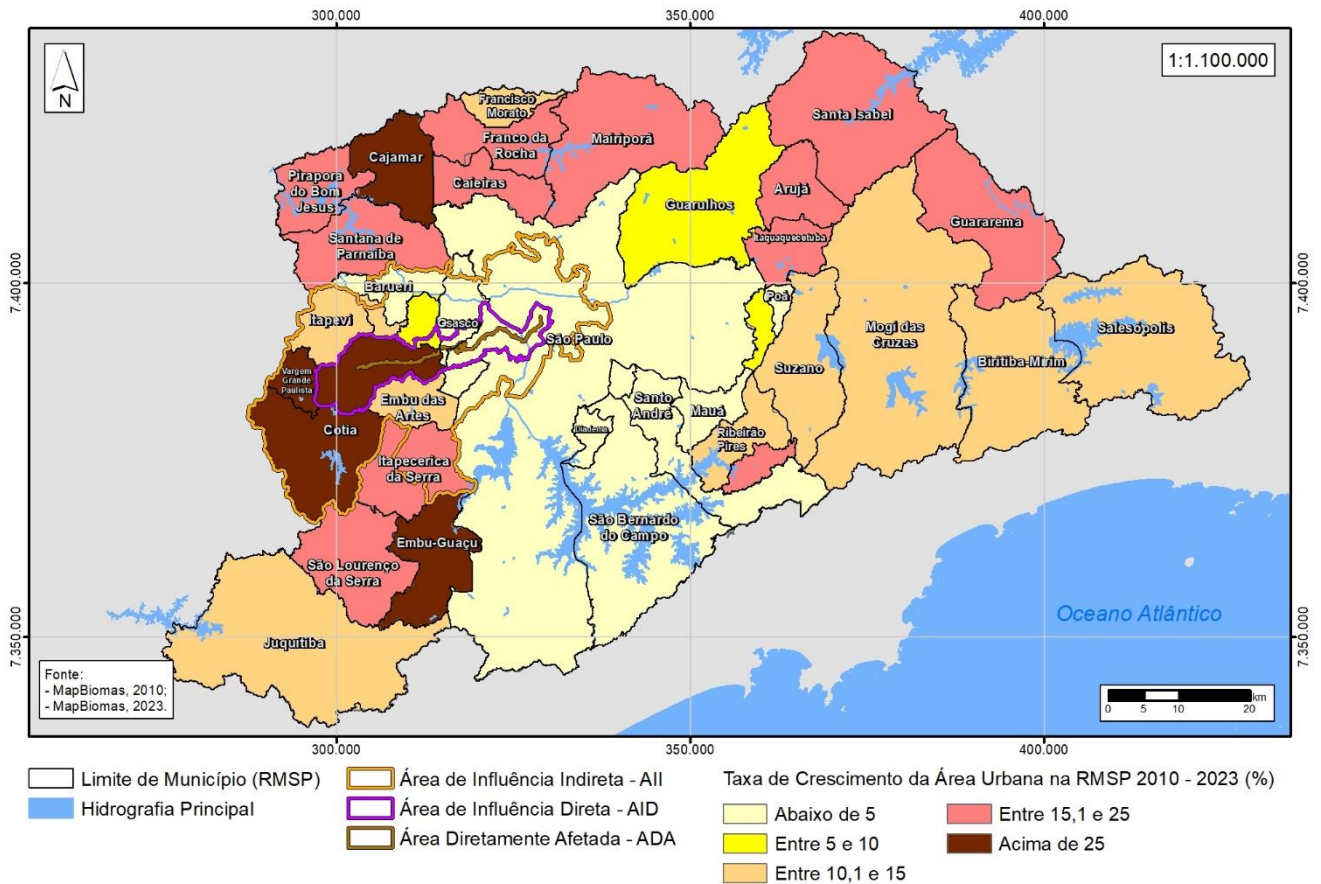 300.000
350.000
400.000
1:1.100.000
N
Francisco
Morato
Santa Isabel
Cajamar
Franco da
Rocha
Mairiporã
Pirapora
do Bom
Jesus
Caieiras
Arujá
Guarulhos
Guararema
Santana de
Parnaíba
Itaquaquecetuba
7.400.000
7.400.000
Barueri
Poá
Itapevi
Osasco
São Paulo
Mogi das
Cruzes
Salesópolis
Biritiba-Mirim
Suzano
Vargem
Grande
Paulista
Embu das
Artes
Santo
André
Mauá
Cotia
Diadema
Ribeirão
Pires
Itapecerica
da Serra
São Bernardo
do Campo
Embu-Guaçu
São Lourenço
da Serra
Oceano Atlântico
Juquitiba
7.350.000
7.350.000
Fonte:
- MapBiomas, 2010;
- MapBiomas, 2023.
km
0 5 10 20
300.000
350.000
400.000
Limite de Município (RMSP)
Hidrografia Principal
Área de Influência Indireta - AII
Área de Influência Direta - AID
Área Diretamente Afetada - ADA
Taxa de Crescimento da Área Urbana na RMSP 2010 - 2023 (%)
Abaixo de 5
Entre 5 e 10
Entre 10,1 e 15
Entre 15,1 e 25
Acima de 25